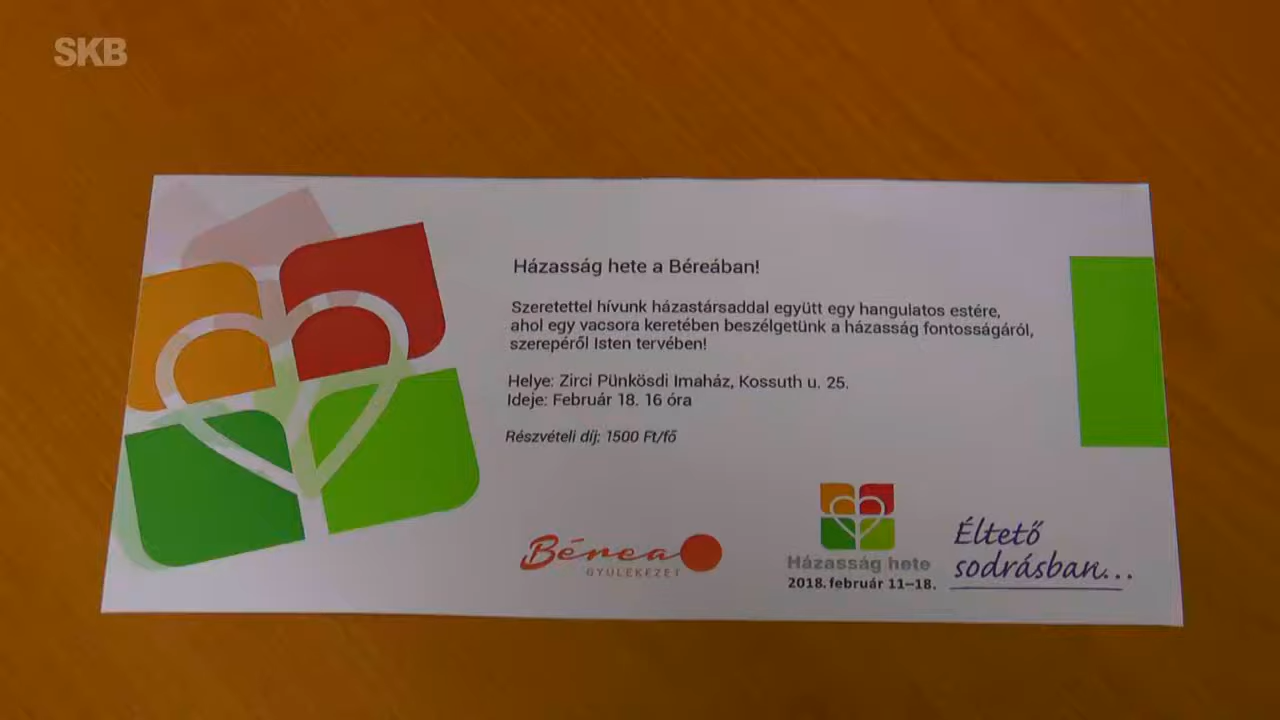 SKB
Házasság hete a Béreában!
Szeretettel hívunk házastársaddal együtt egy hangulatos estére,
ahol egy vacsora keretében beszélgetünk a házasság fontosságáról,
szerepéről Isten tervében!
Helye: Zirci Pünkösdi Imaház, Kossuth u. 25.
Ideje: Február 18. 16 óra
Részvételi díj: 1500 Ft/fő
Bérea
GYÜLEKEZET
Házasság hete
2018. február 11–18.
Éltető
sodrásban...